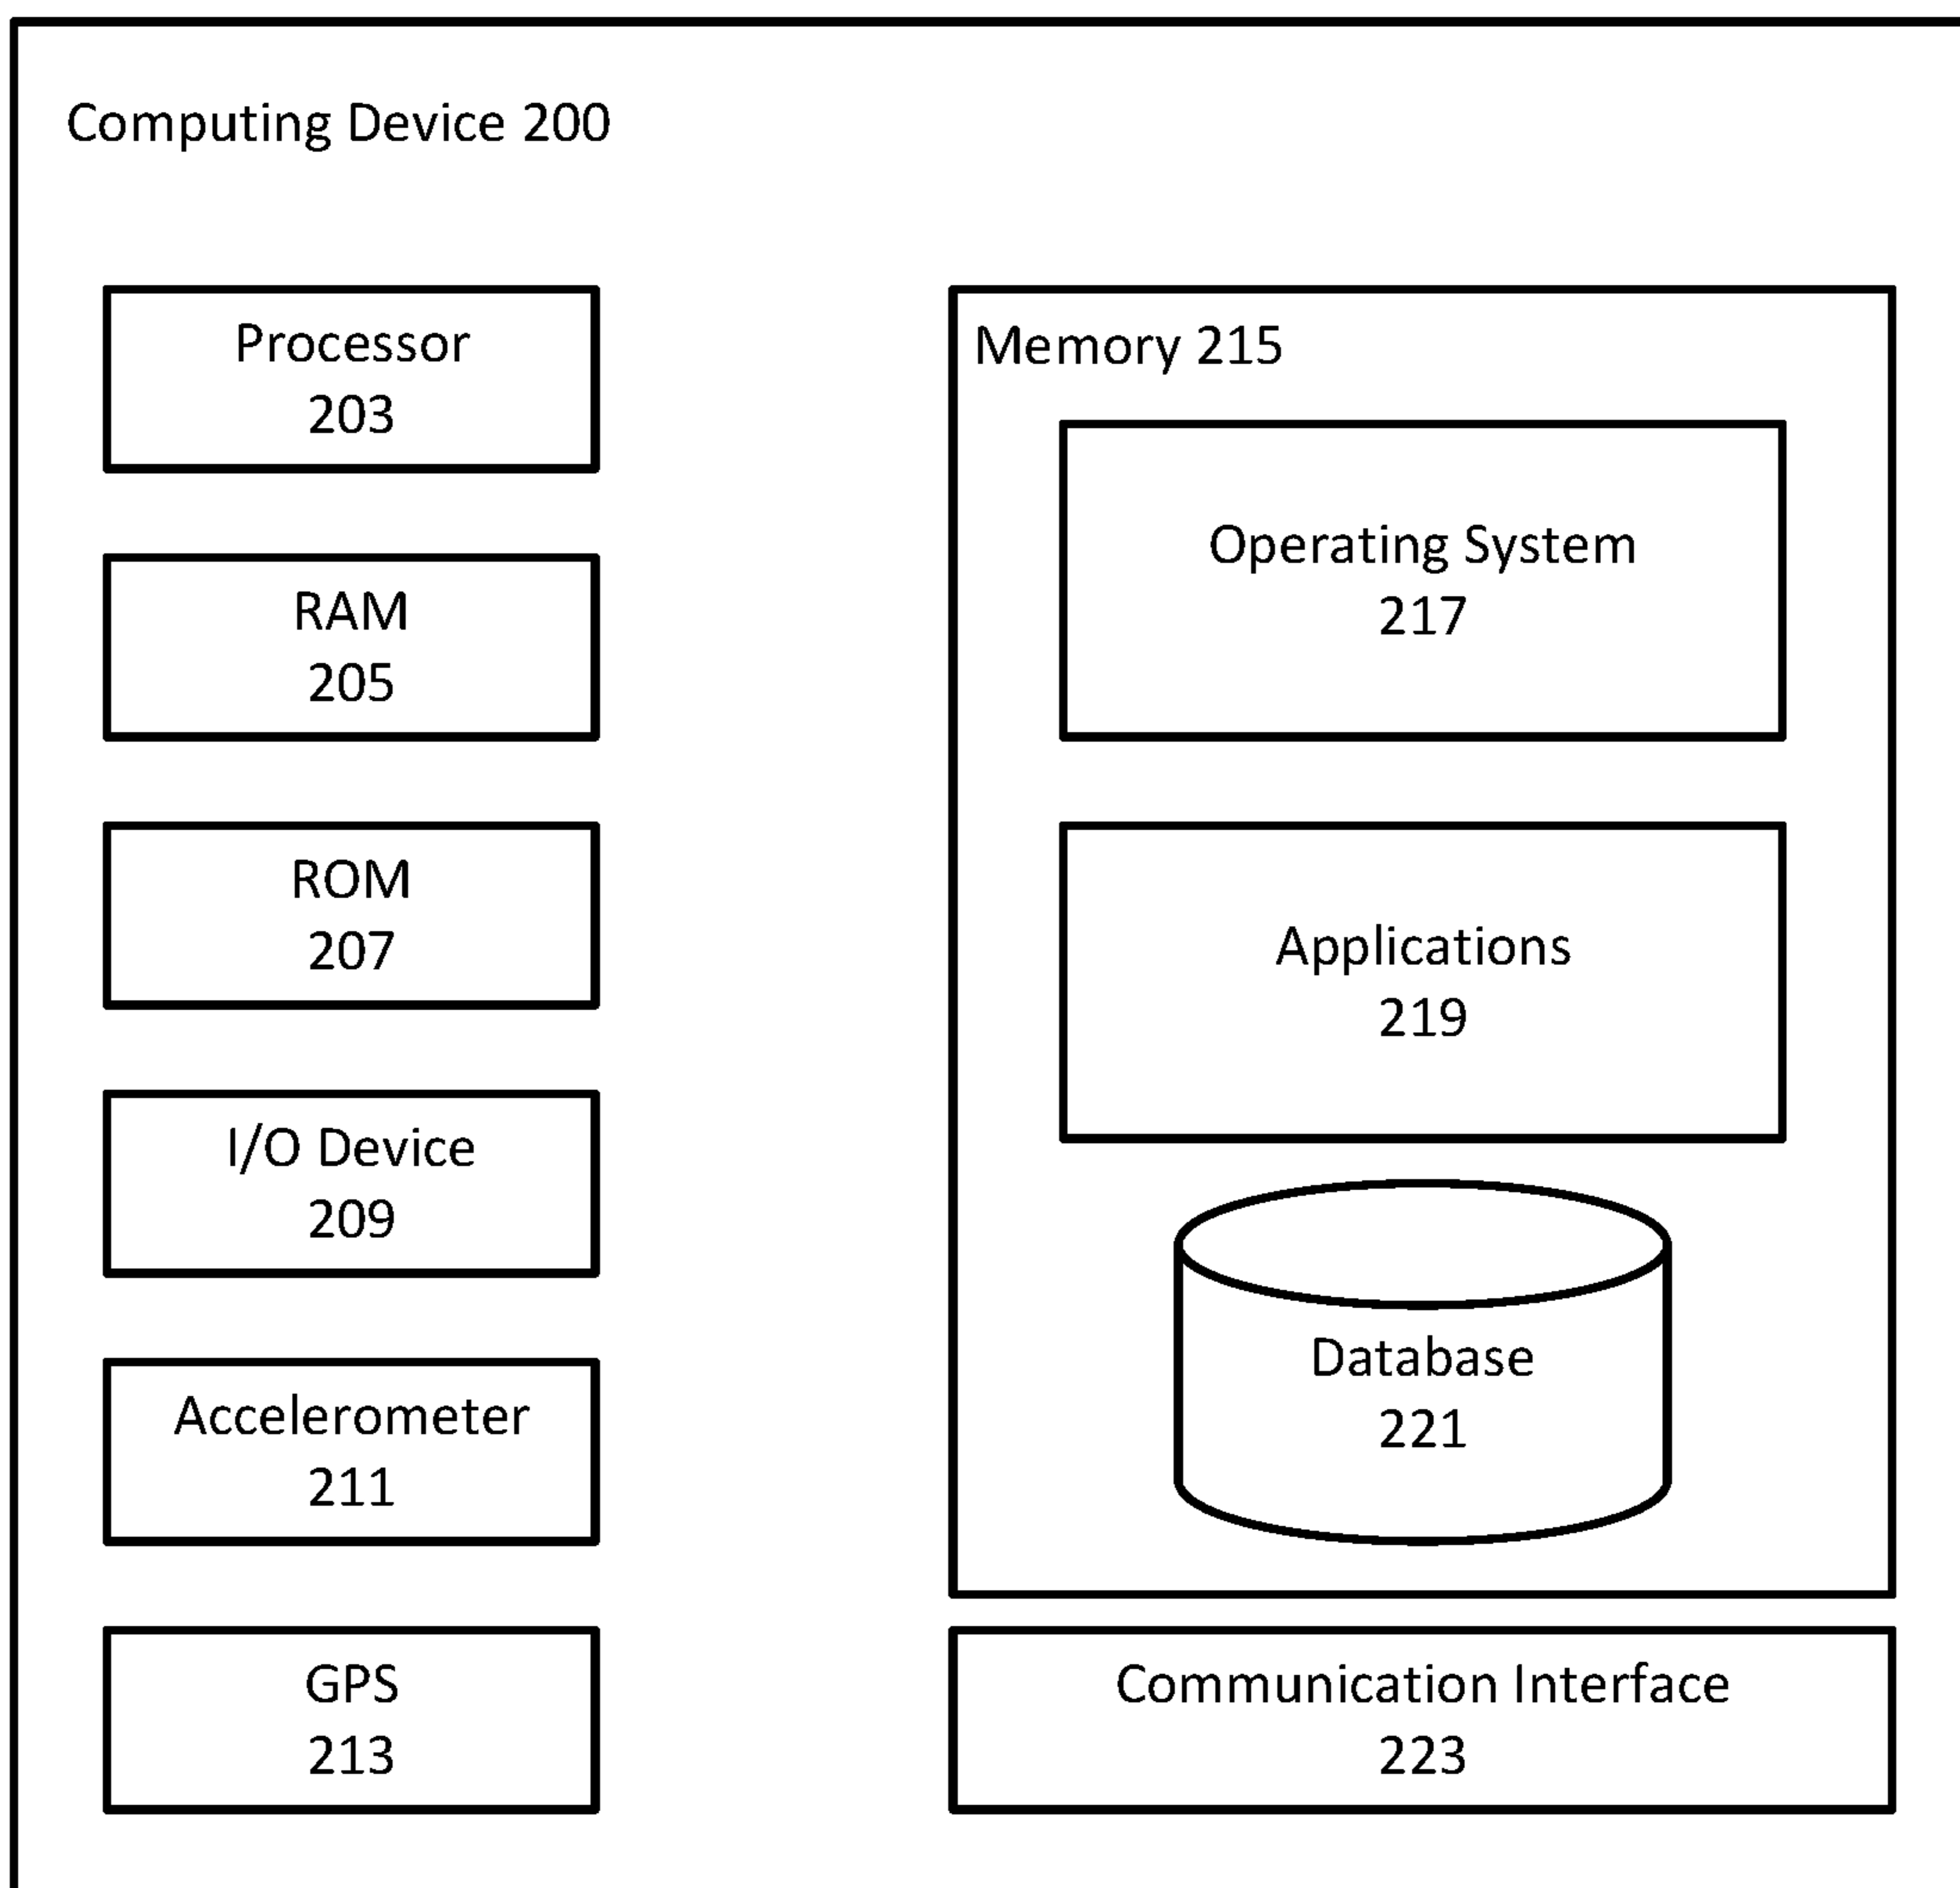 Computing Device 200
Processor
203
RAM
205
ROM
207
I/O Device
209
Accelerometer
211
GPS
213
Memory 215
Operating System
217
Applications
219
Database
221
Communication Interface
223